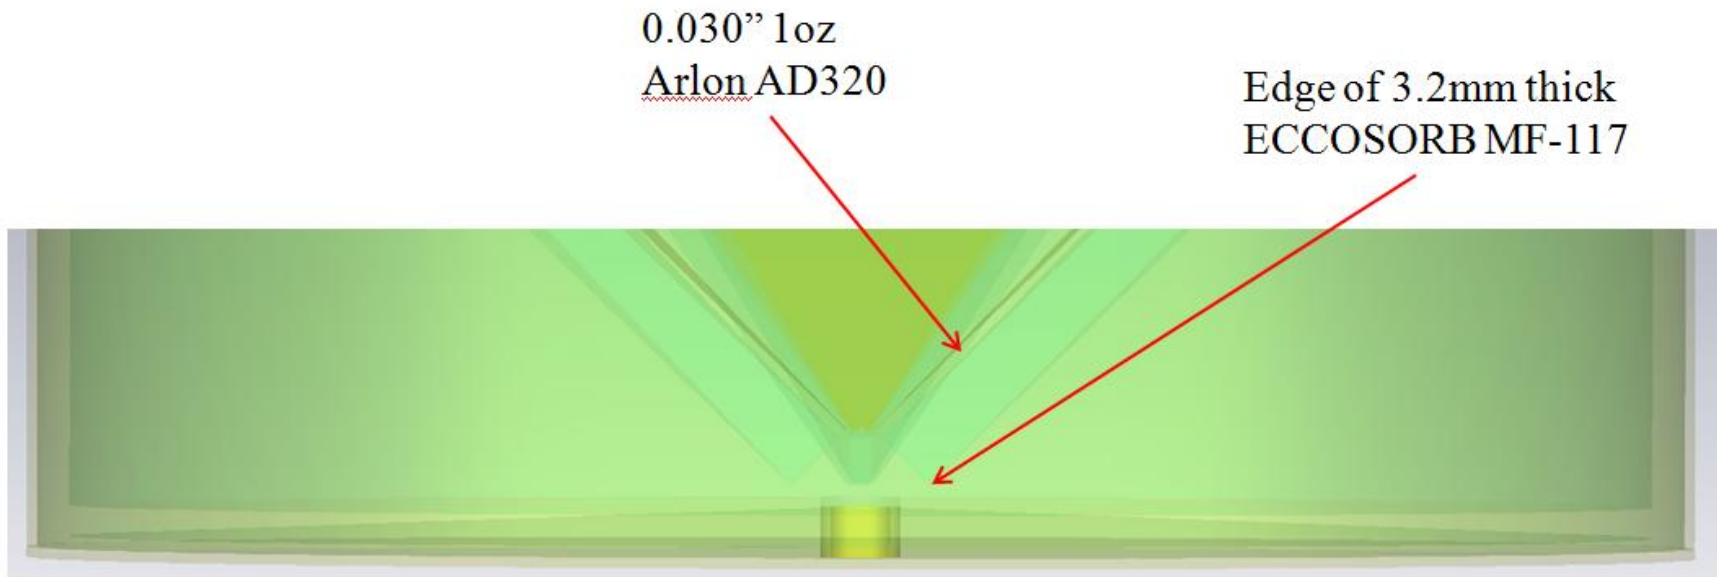 0.030” 1oz
Arlon AD320
Edge of 3.2mm thick
ECCOSORB MF-117